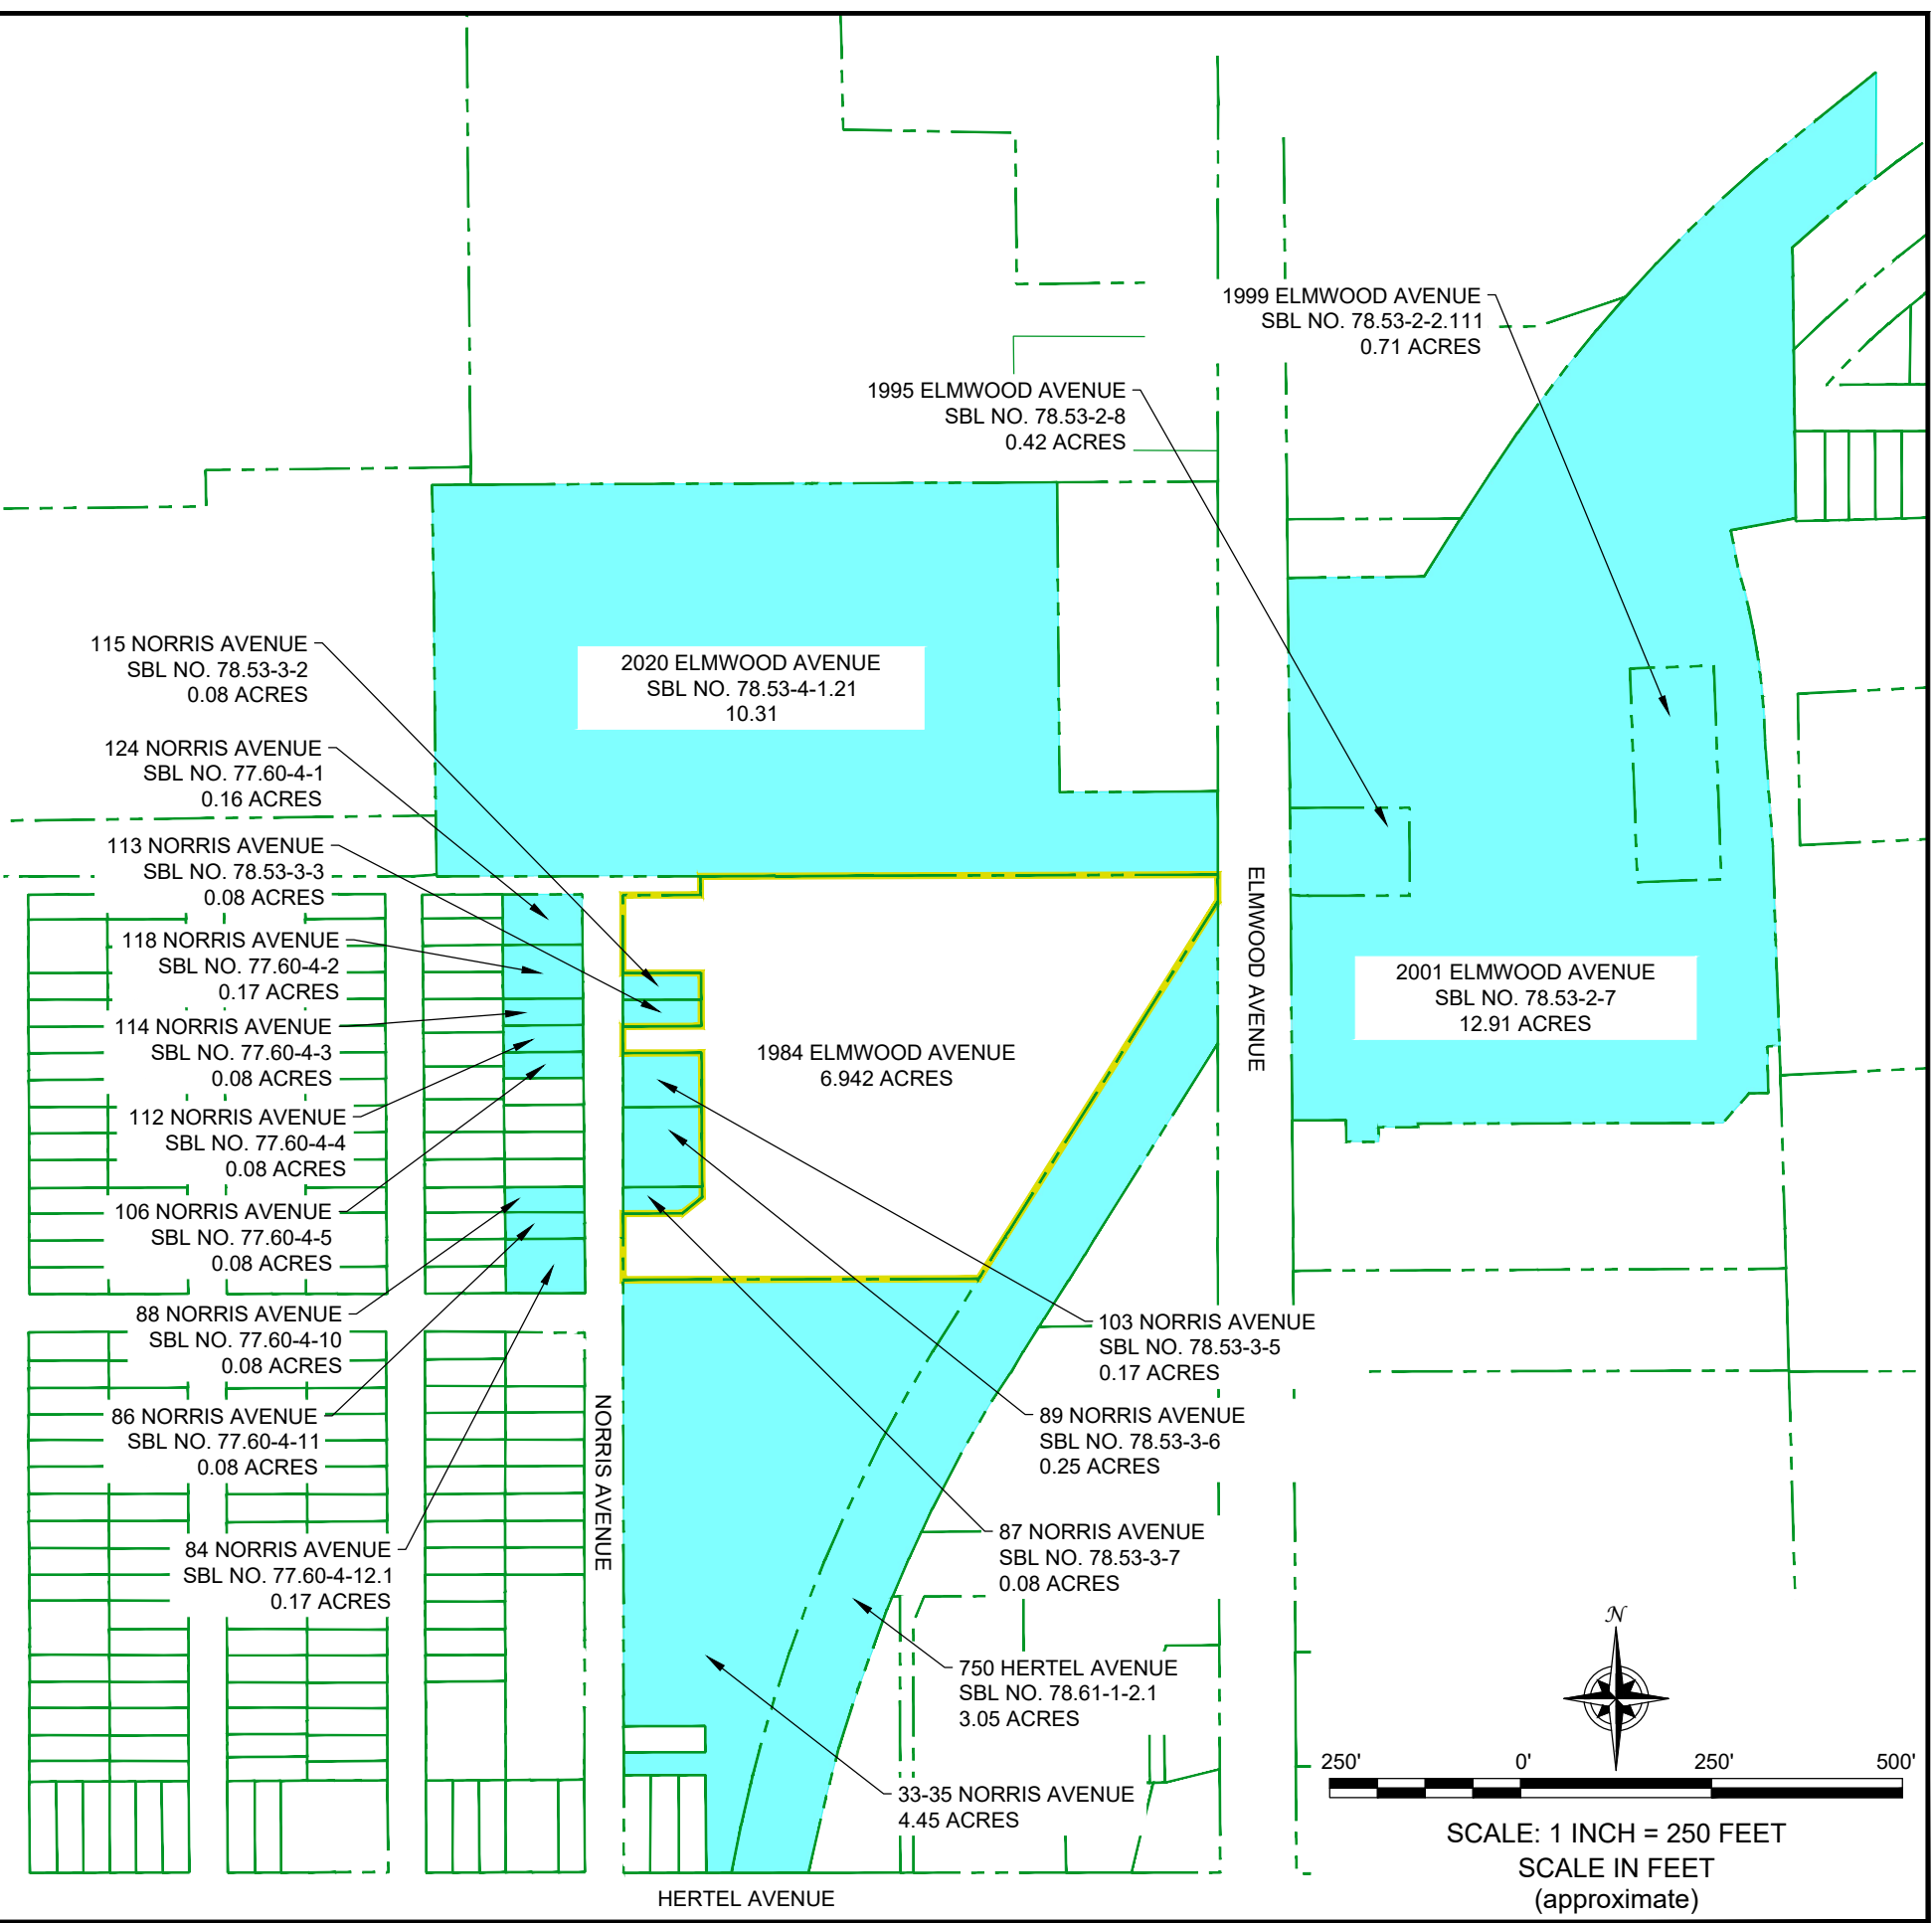 1999 ELMWOOD AVENUE
SBL NO. 78.53-2-2.111
0.71 ACRES
1995 ELMWOOD AVENUE
SBL NO. 78.53-2-8
0.42 ACRES
115 NORRIS AVENUE
SBL NO. 78.53-3-2
0.08 ACRES
2020 ELMWOOD AVENUE
SBL NO. 78.53-4-1.21
10.31
124 NORRIS AVENUE
SBL NO. 77.60-4-1
0.16 ACRES
113 NORRIS AVENUE
SBL NO. 78.53-3-3
0.08 ACRES
118 NORRIS AVENUE
SBL NO. 77.60-4-2
0.17 ACRES
114 NORRIS AVENUE
SBL NO. 77.60-4-3
0.08 ACRES
112 NORRIS AVENUE
SBL NO. 77.60-4-4
0.08 ACRES
106 NORRIS AVENUE
SBL NO. 77.60-4-5
0.08 ACRES
88 NORRIS AVENUE
SBL NO. 77.60-4-10
0.08 ACRES
86 NORRIS AVENUE
SBL NO. 77.60-4-11
0.08 ACRES
84 NORRIS AVENUE
SBL NO. 77.60-4-12.1
0.17 ACRES
1984 ELMWOOD AVENUE
6.942 ACRES
ELMWOOD AVENUE
2001 ELMWOOD AVENUE
SBL NO. 78.53-2-7
12.91 ACRES
NORRIS AVENUE
103 NORRIS AVENUE
SBL NO. 78.53-3-5
0.17 ACRES
89 NORRIS AVENUE
SBL NO. 78.53-3-6
0.25 ACRES
87 NORRIS AVENUE
SBL NO. 78.53-3-7
0.08 ACRES
750 HERTEL AVENUE
SBL NO. 78.61-1-2.1
3.05 ACRES
33-35 NORRIS AVENUE
4.45 ACRES
HERTEL AVENUE
N
250' 0' 250' 500'
SCALE: 1 INCH = 250 FEET
SCALE IN FEET
(approximate)